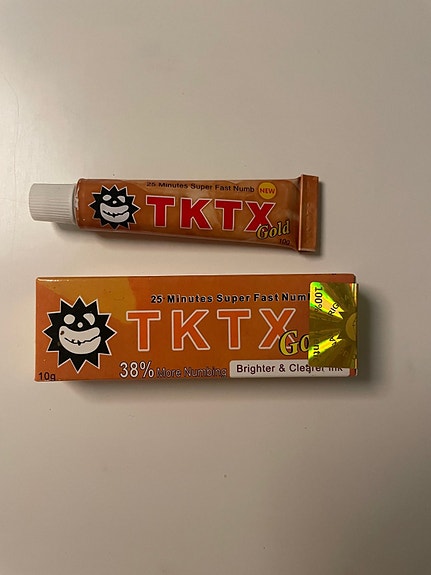 25 Minutes Super Fast Numb
NEW
TKTX
Gold
10g
25 Minutes Super Fast Numb
TKTX
100%
38% More Numbing
Brighter & Clearer Ink
10g